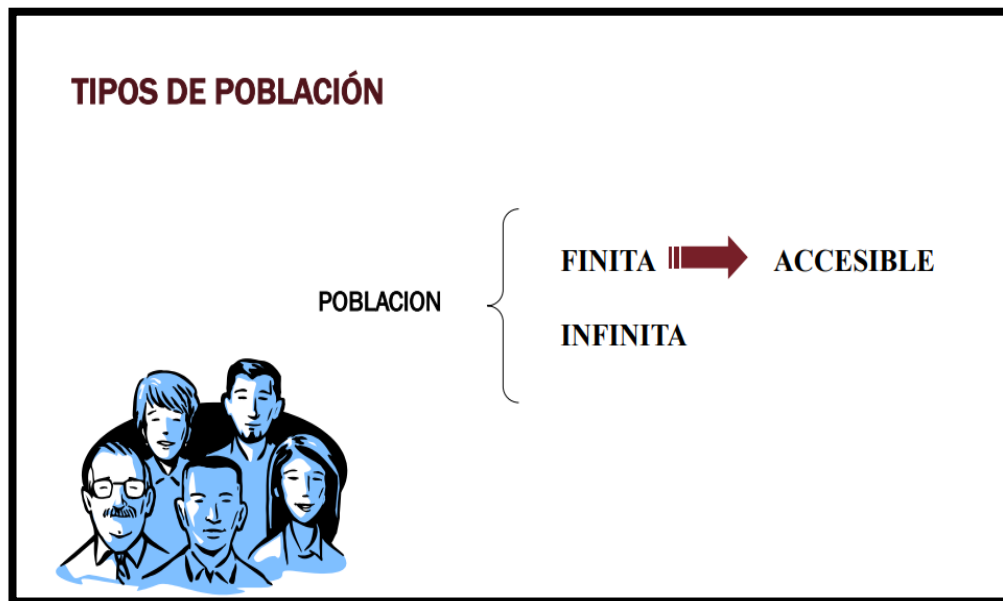 TIPOS DE POBLACIÓN
FINITA ACCESIBLE
POBLACION
INFINITA